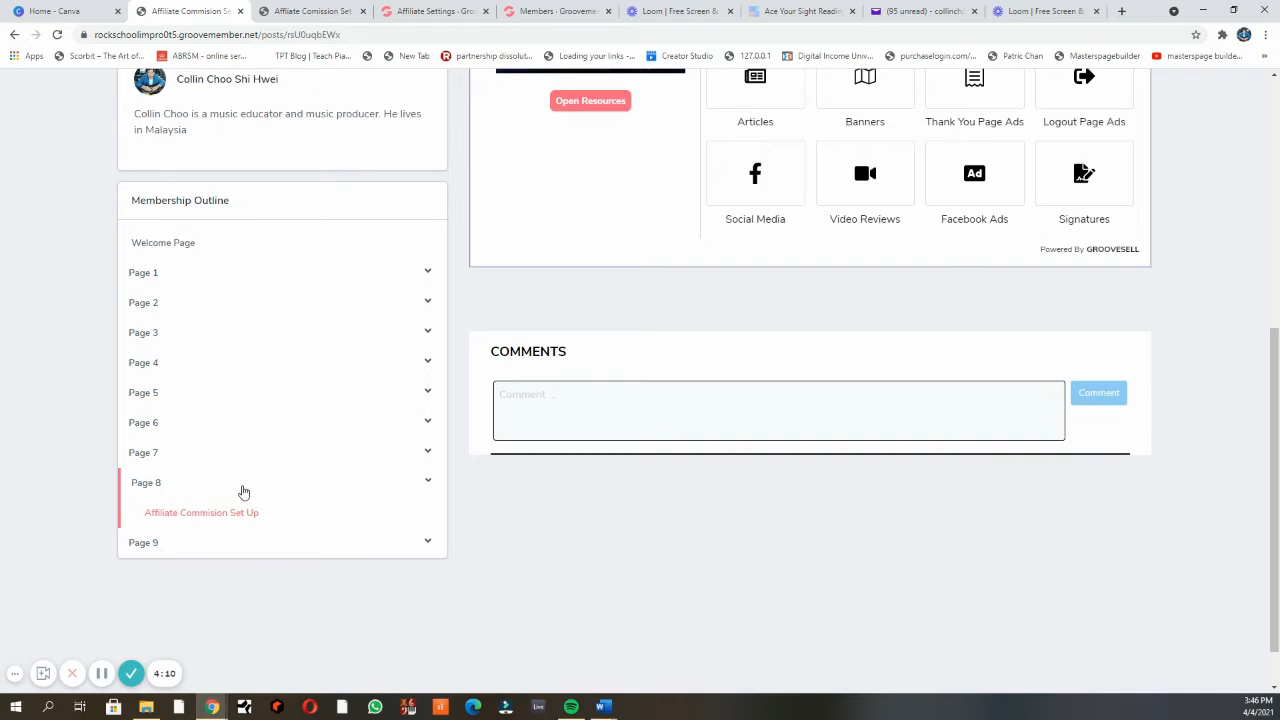 Home - Canva
Affiliate Commision Se
Affiliate Comission Set
Affiliate Settings · Groov
Members · Groovemem
Loom | Free Screen &
Ace Your Sight Readin
(95 unread) - collincho
Loom | Free Screen &
rockschoolimpro0t5.groovemember.net/posts/rsU0uqbEWx
Apps
Scorbit – The Art of...
ABRSM - online ser...
TPT Blog | Teach Pia...
New Tab
partnership dissolut...
Loading your links -...
Creator Studio
127.0.0.1
Digital Income Univ...
purchaselogin.com/...
Patric Chan
Masterspagebuilder
masterspage builde...
Collin Choo Shi Hwei
Collin Choo is a music educator and music producer. He lives
in Malaysia
Membership Outline
Welcome Page
Page 1
Page 2
Page 3
Page 4
Page 5
Page 6
Page 7
Page 8
Affiliate Commision Set Up
Page 9
Open Resources
Articles
Banners
Thank You Page Ads
Logout Page Ads
Ad
Social Media
Video Reviews
Facebook Ads
Signatures
Powered By GROOVESELL
COMMENTS
Comment ...
Comment
4:10
Live
3:46 PM
4/4/2021